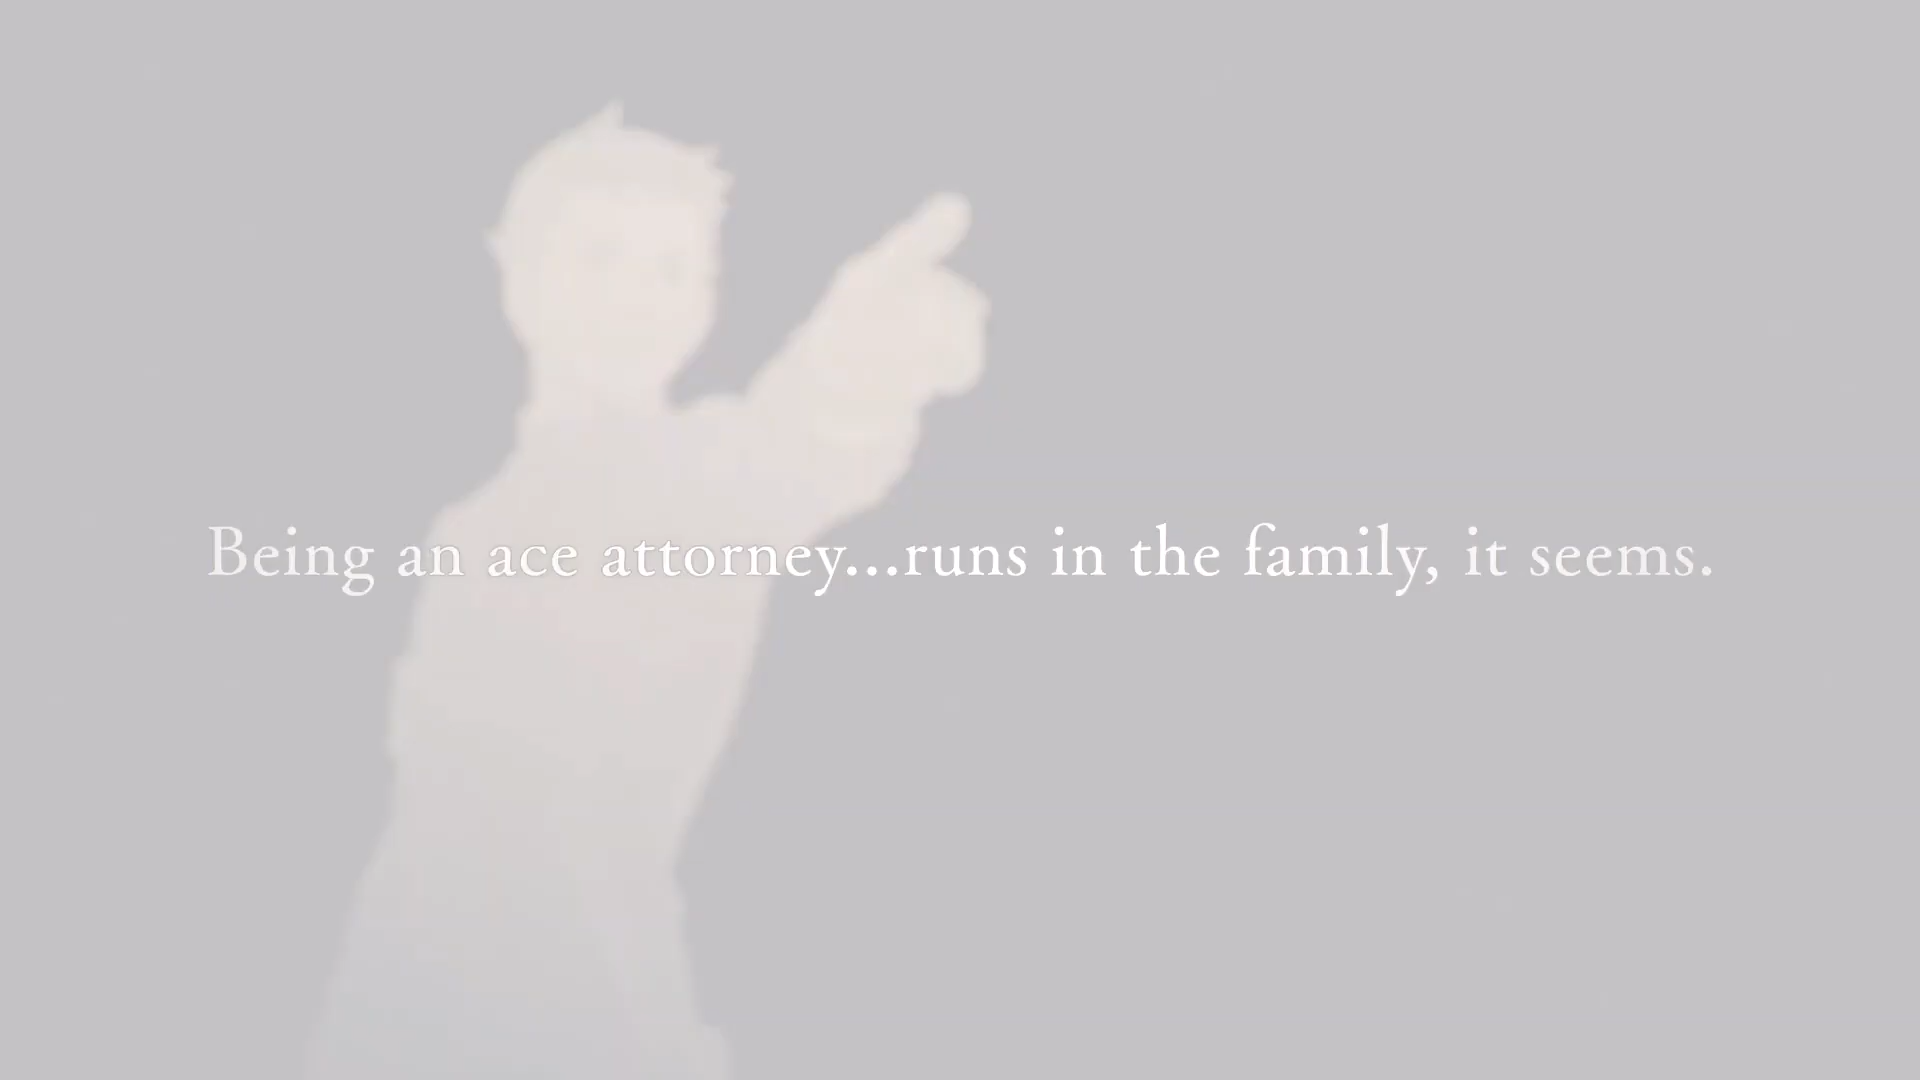 Being an ace attorney...runs in the family, it seems.